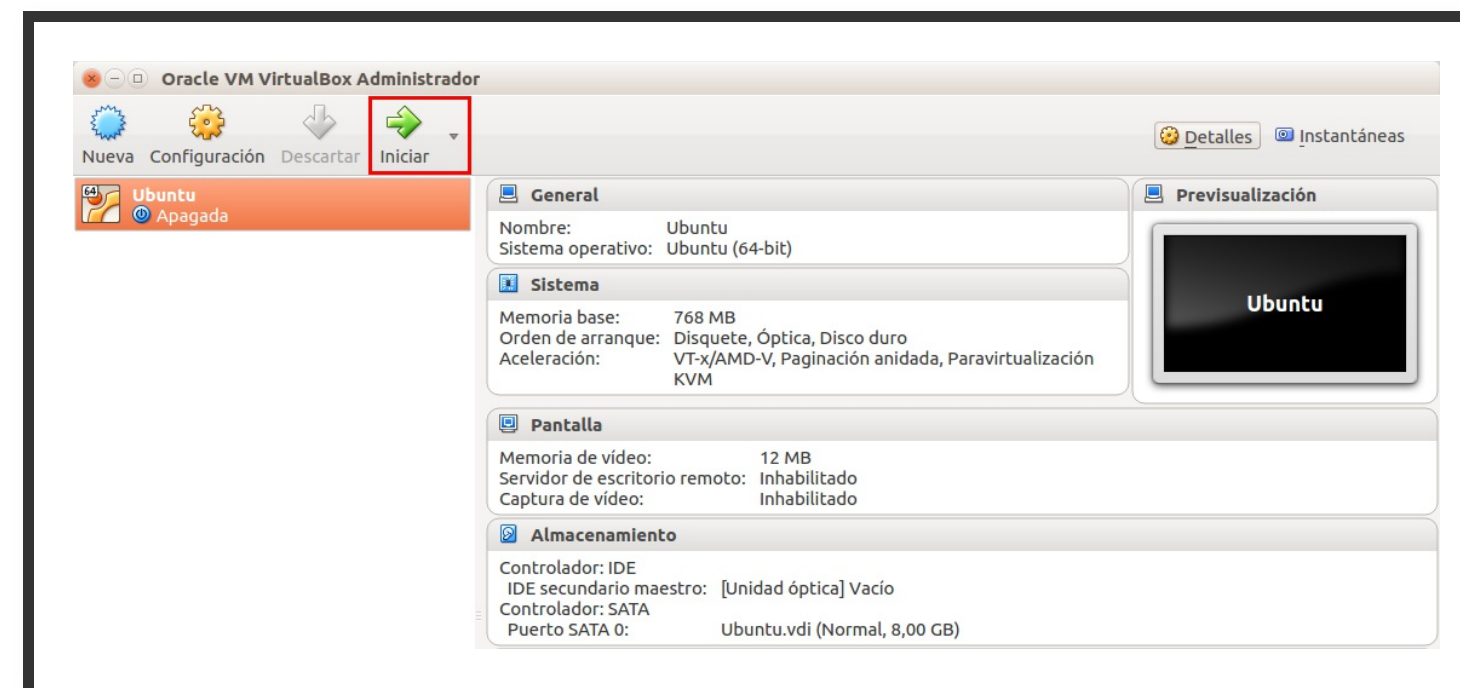 Oracle VM VirtualBox Administrador
Nueva Configuración Descartar Iniciar
Detalles Instantáneas
64 Ubuntu
Apagada
General
Nombre: Ubuntu
Sistema operativo: Ubuntu (64-bit)
Sistema
Memoria base: 768 MB
Orden de arranque: Disquete, Óptica, Disco duro
Aceleración: VT-x/AMD-V, Paginación anidada, Paravirtualización
KVM
Previsualización
Ubuntu
Pantalla
Memoria de vídeo: 12 MB
Servidor de escritorio remoto: Inhabilitado
Captura de vídeo: Inhabilitado
Almacenamiento
Controlador: IDE
IDE secundario maestro: [Unidad óptica] Vacío
Controlador: SATA
Puerto SATA 0: Ubuntu.vdi (Normal, 8,00 GB)